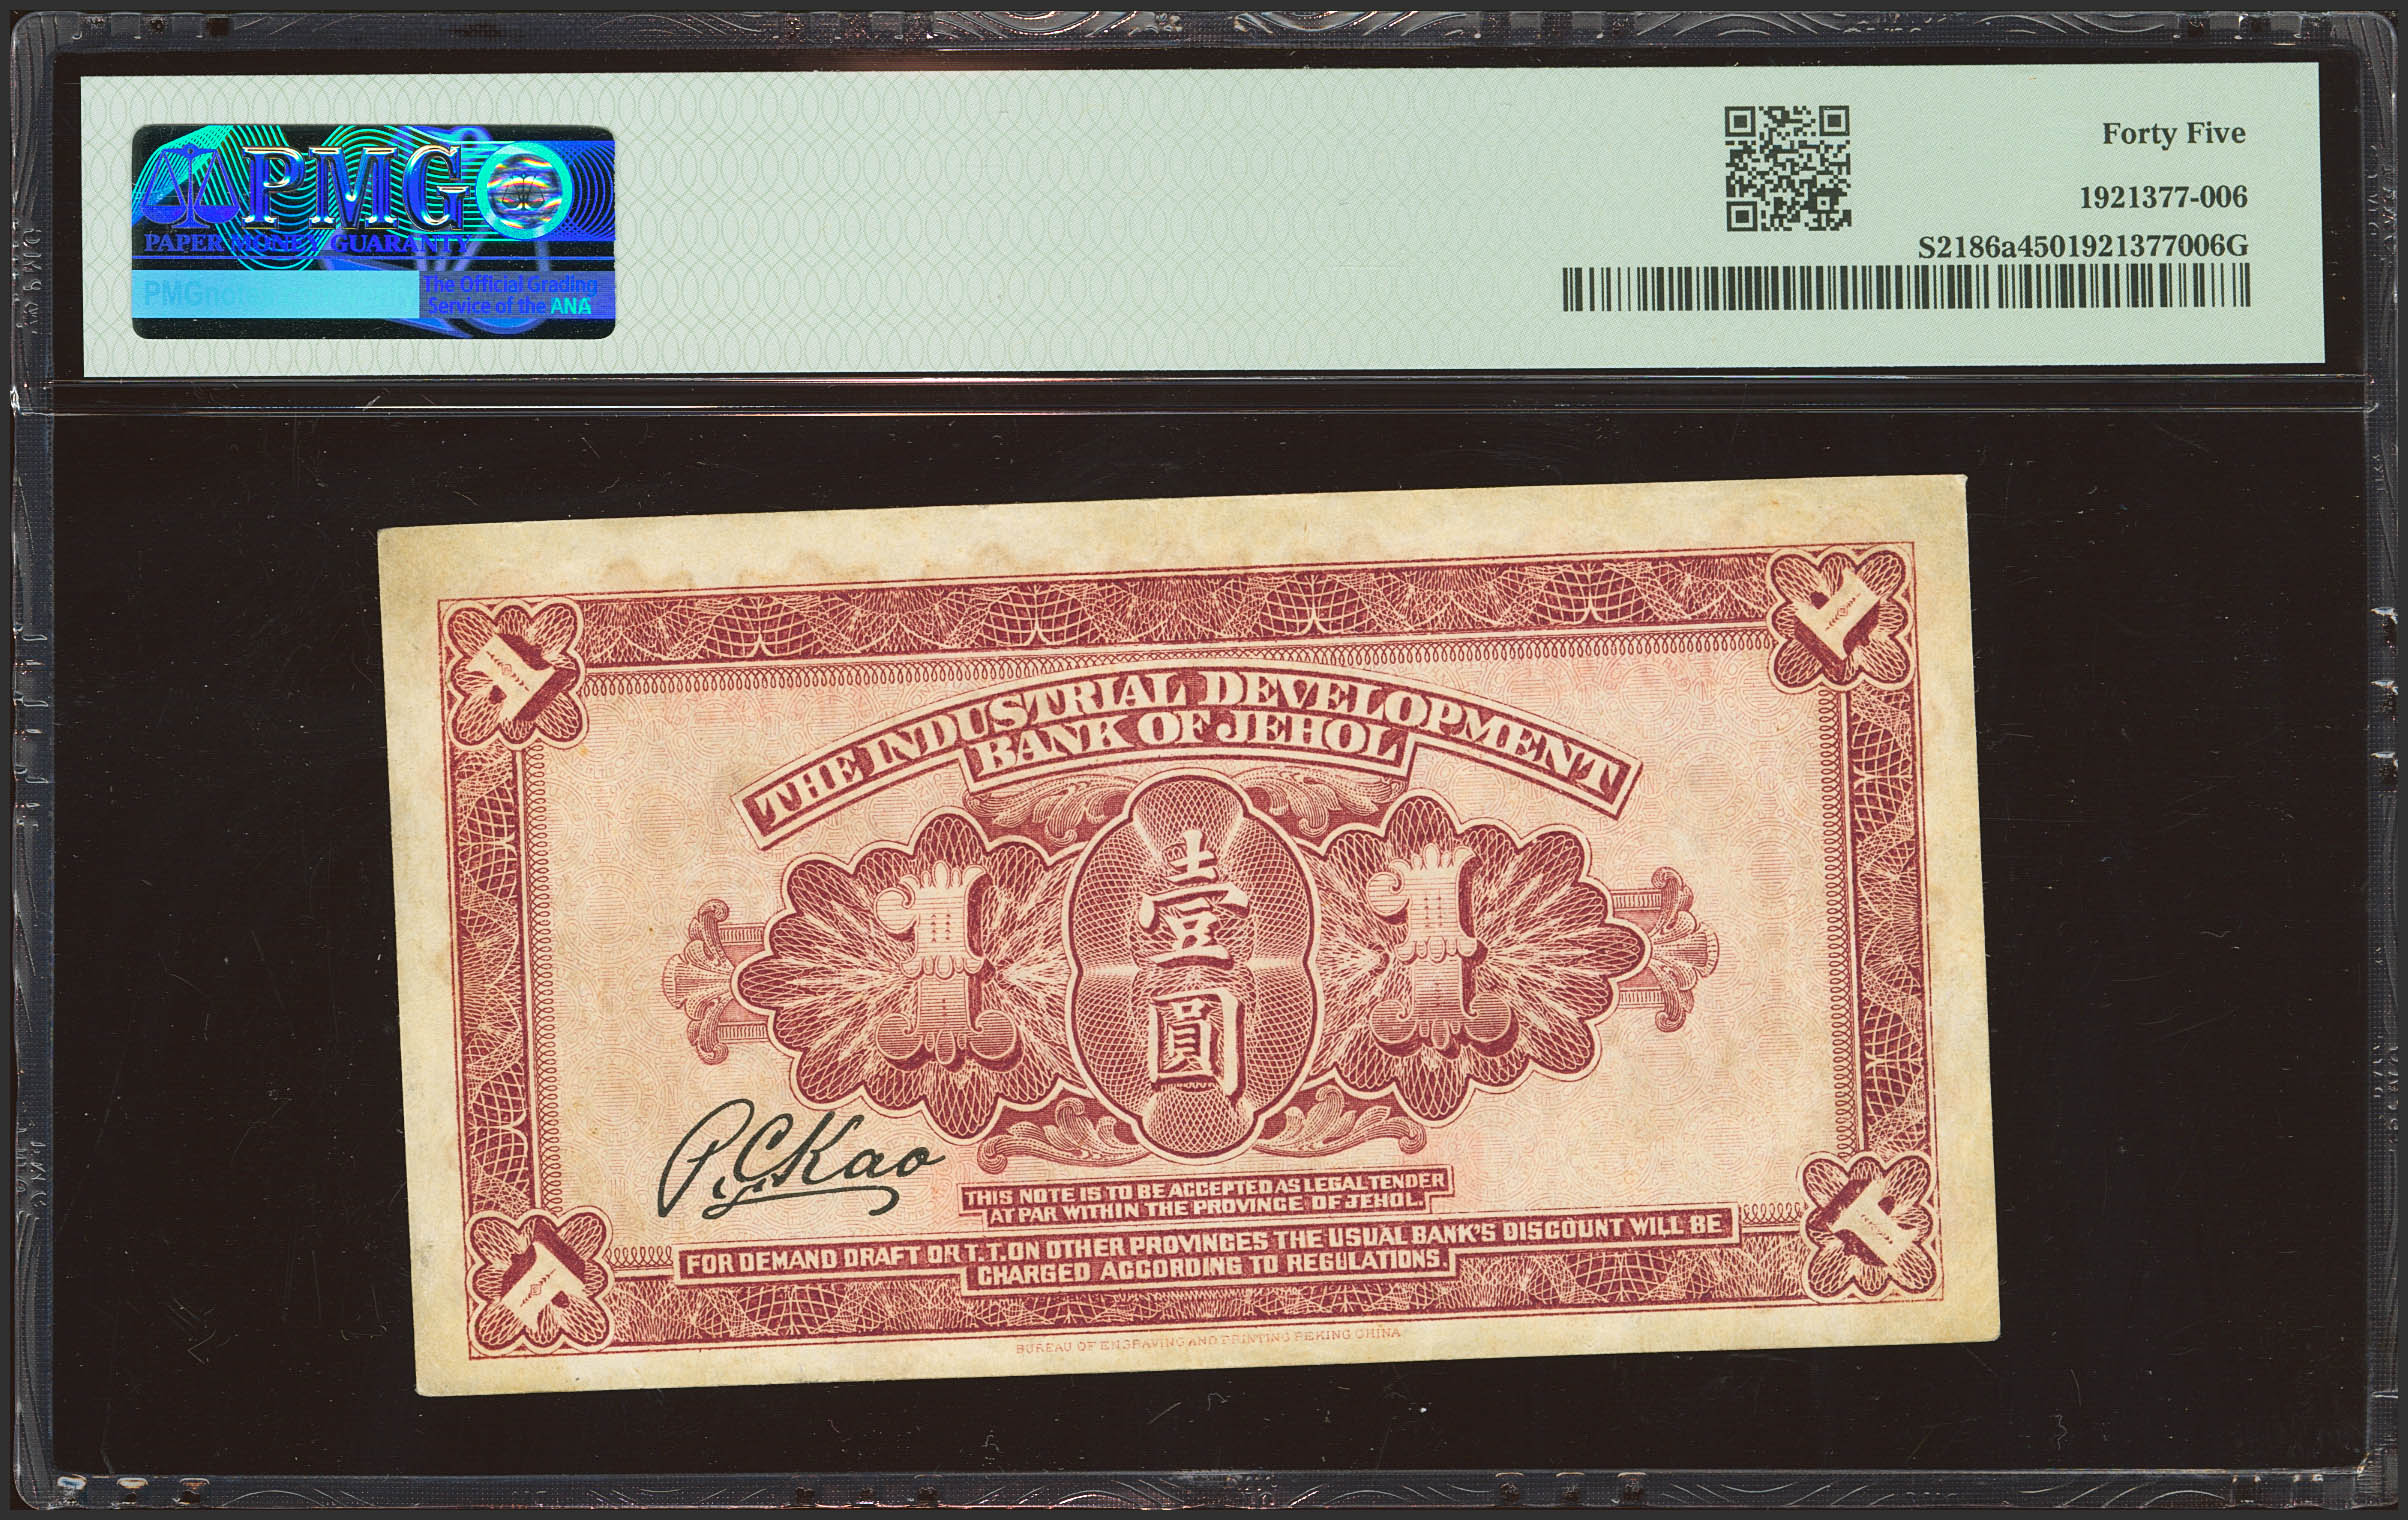 PMG
PAPER MONEY GUARANTY
The Official Grading
Service of the ANA
Forty Five
1921377-006
S2186a4501921377006G
THE INDUSTRIAL DEVELOPMENT
BANK OF JEHOL
1 壹圓 1
P. C. Kao
THIS NOTE IS TO BE ACCEPTED AS LEGAL TENDER
AT PAR WITHIN THE PROVINCE OF JEHOL.
FOR DEMAND DRAFT OR T.T. ON OTHER PROVINCES THE USUAL BANK'S DISCOUNT WILL BE
CHARGED ACCORDING TO REGULATIONS.
BUREAU OF ENGRAVING AND PRINTING PEKING CHINA